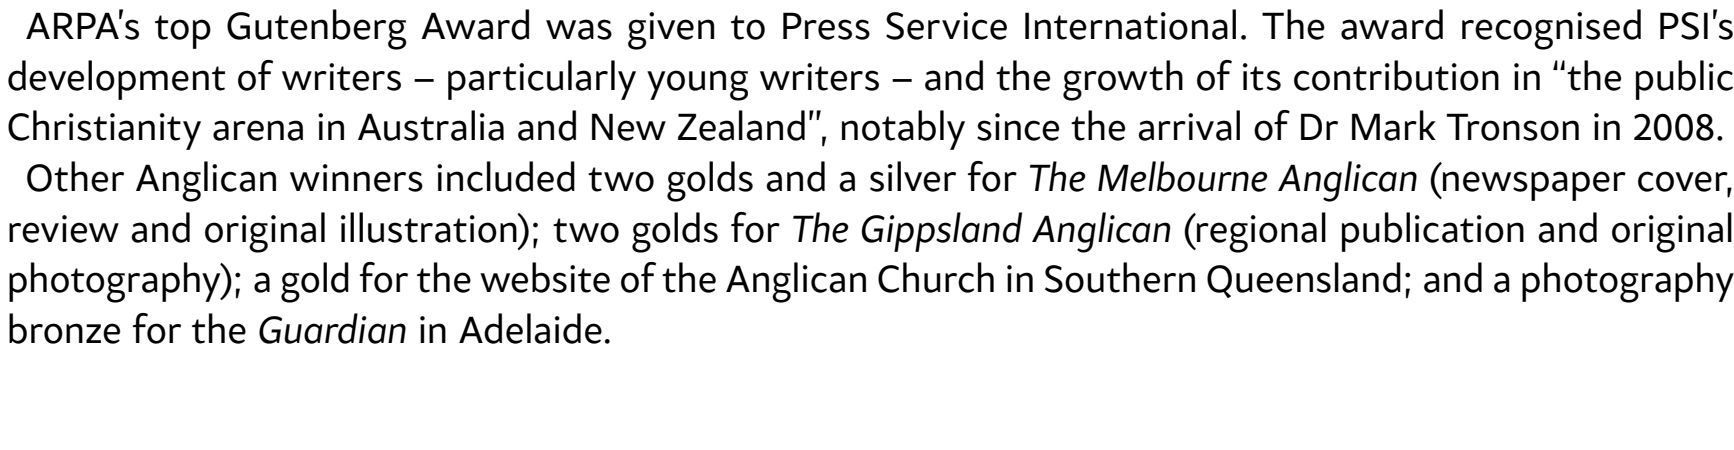 ARPA’s top Gutenberg Award was given to Press Service International. The award recognised PSI’s
development of writers – particularly young writers – and the growth of its contribution in “the public
Christianity arena in Australia and New Zealand”, notably since the arrival of Dr Mark Tronson in 2008.
Other Anglican winners included two golds and a silver for The Melbourne Anglican (newspaper cover,
review and original illustration); two golds for The Gippsland Anglican (regional publication and original
photography); a gold for the website of the Anglican Church in Southern Queensland; and a photography
bronze for the Guardian in Adelaide.